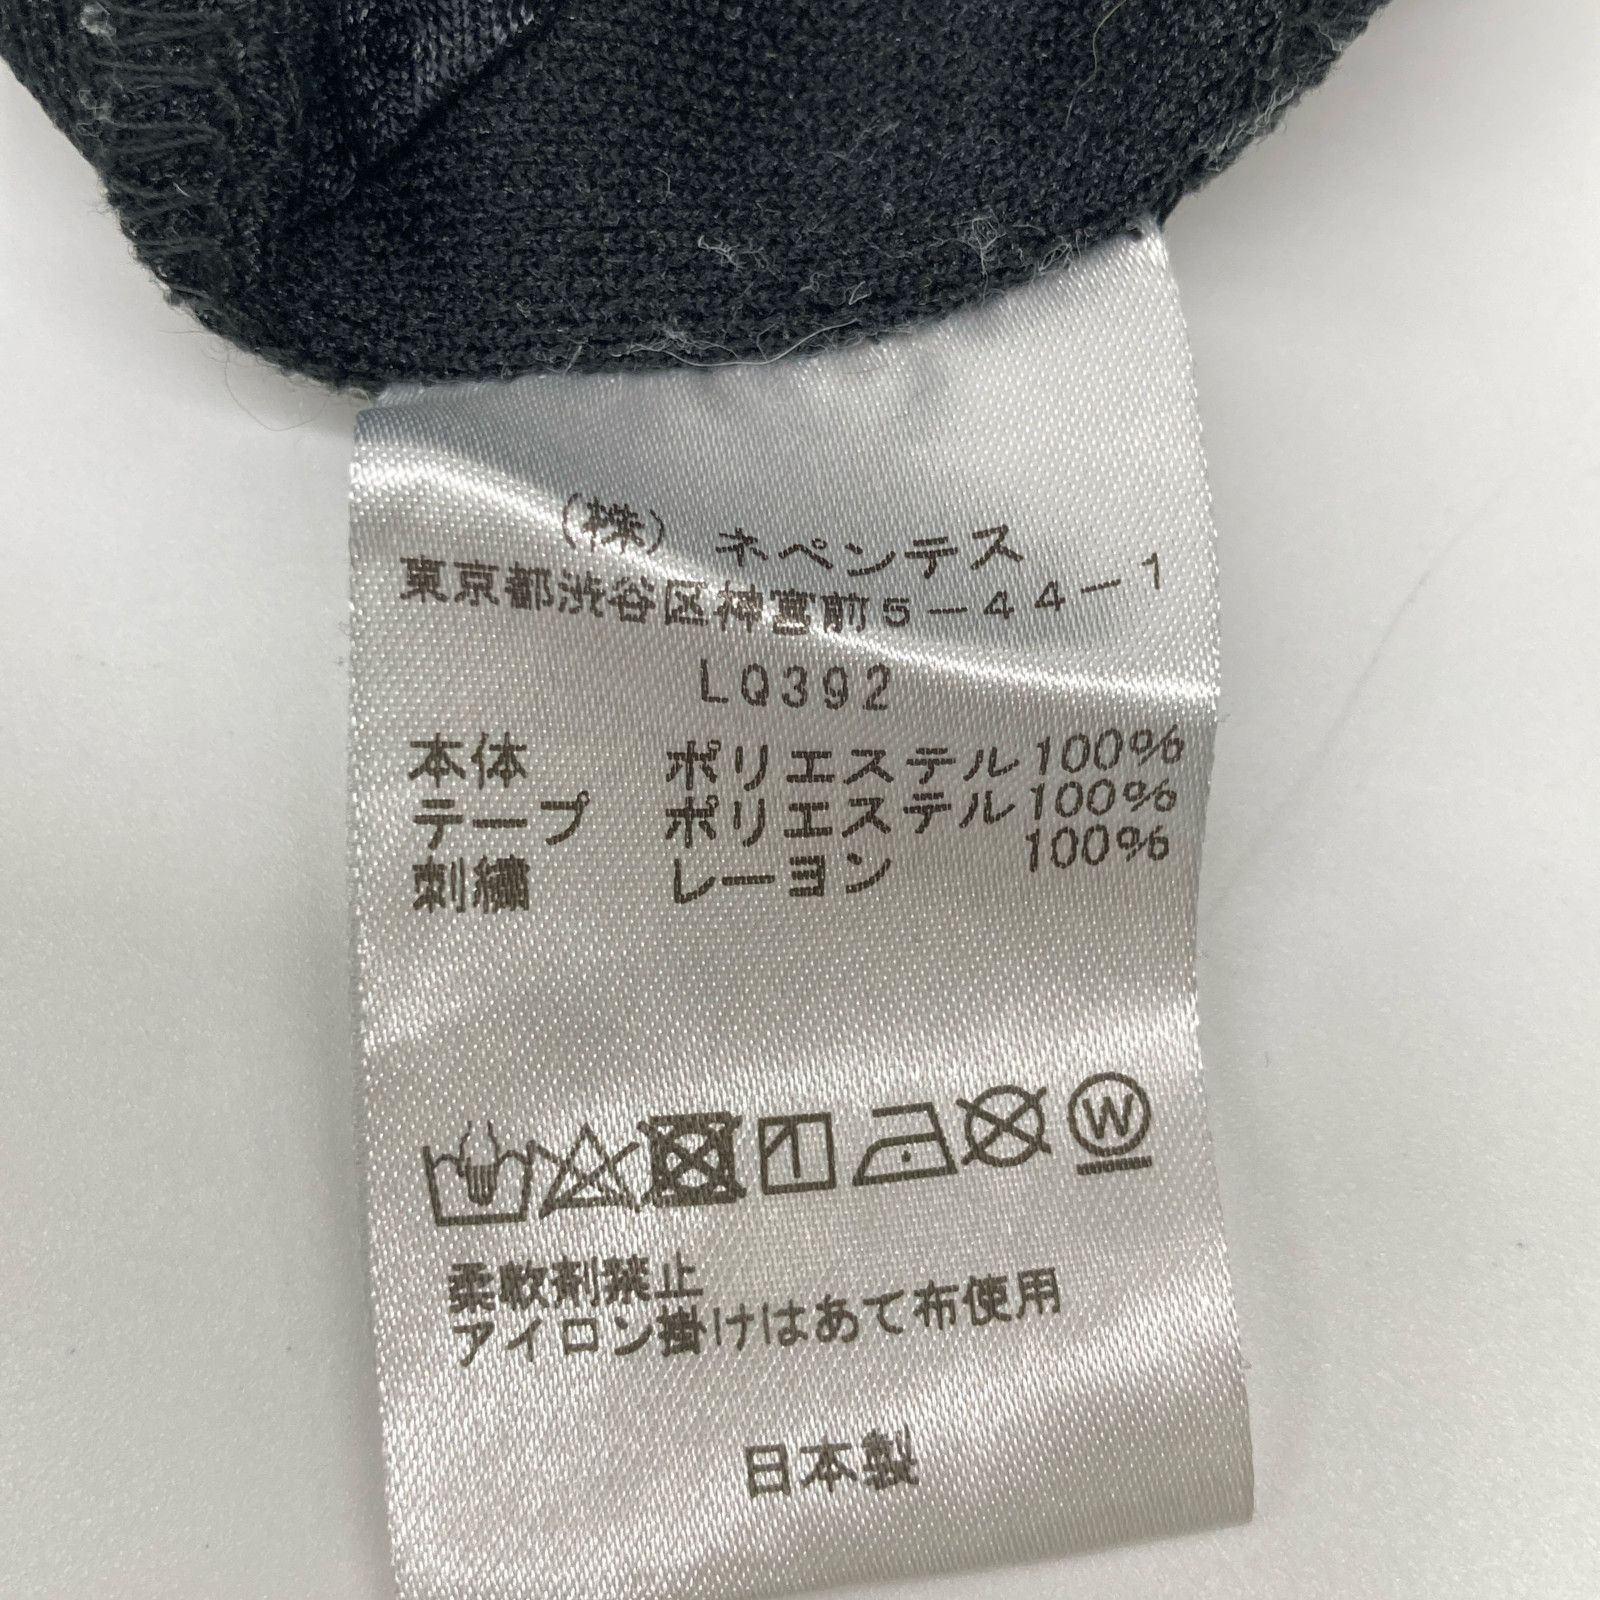 （株） ネペンテス
東京都渋谷区神宮前５－４４－１
LQ392
本体 ポリエステル100%
テープ ポリエステル100%
刺繍 レーヨン 100%
W
柔軟剤禁止
アイロン掛けはあて布使用
日本製